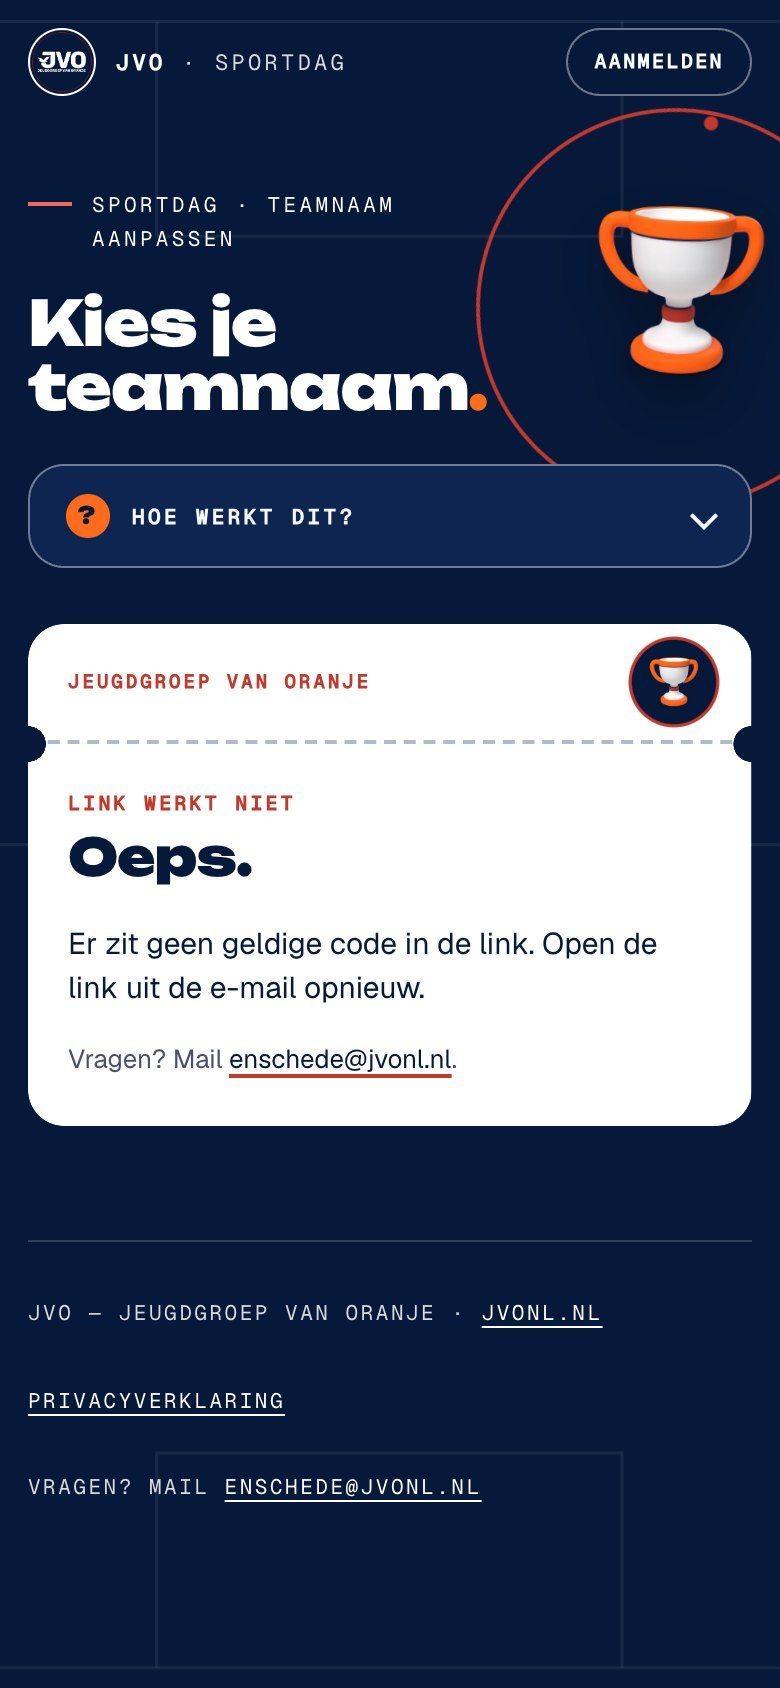 JVO
JVO · SPORTDAG
AANMELDEN
SPORTDAG · TEAMNAAM
AANPASSEN
Kies je
teamnaam.
? HOE WERKT DIT?
JEUGDGROEP VAN ORANJE
LINK WERKT NIET
Oeps.
Er zit geen geldige code in de link. Open de
link uit de e-mail opnieuw.
Vragen? Mail enschede@jvonl.nl.
JVO — JEUGDGROEP VAN ORANJE · JVONL.NL
PRIVACYVERKLARING
VRAGEN? MAIL ENSCHEDE@JVONL.NL